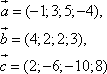 a⃗ = (−1;3;5;−4),
b⃗ = (4;2;2;3),
c⃗ = (2;−6;−10;8)